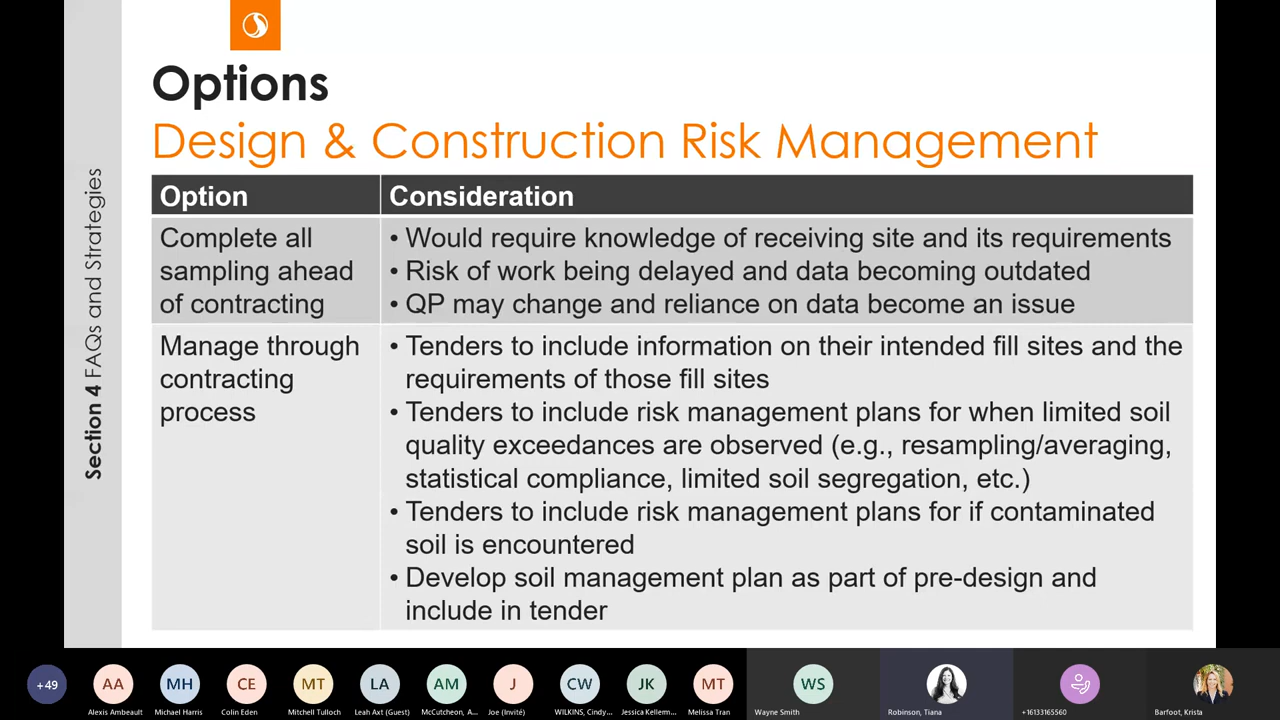 Options
Design & Construction Risk Management
Section 4 FAQs and Strategies
Option
Consideration
Complete all
sampling ahead
of contracting
• Would require knowledge of receiving site and its requirements
• Risk of work being delayed and data becoming outdated
• QP may change and reliance on data become an issue
Manage through
contracting
process
• Tenders to include information on their intended fill sites and the
requirements of those fill sites
• Tenders to include risk management plans for when limited soil
quality exceedances are observed (e.g., resampling/averaging,
statistical compliance, limited soil segregation, etc.)
• Tenders to include risk management plans for if contaminated
soil is encountered
• Develop soil management plan as part of pre-design and
include in tender
+49
AA
MH
CE
MT
LA
AM
J
CW
JK
MT
WS
Alexis Ambeault
Michael Harris
Colin Eden
Mitchell Tulloch
Leah Axt (Guest)
McCutcheon, A...
Joe (Invité)
WILKINS, Cindy...
Jessica Kellem...
Melissa Tran
Wayne Smith
Robinson, Tiana
+16133165560
Barfoot, Krista